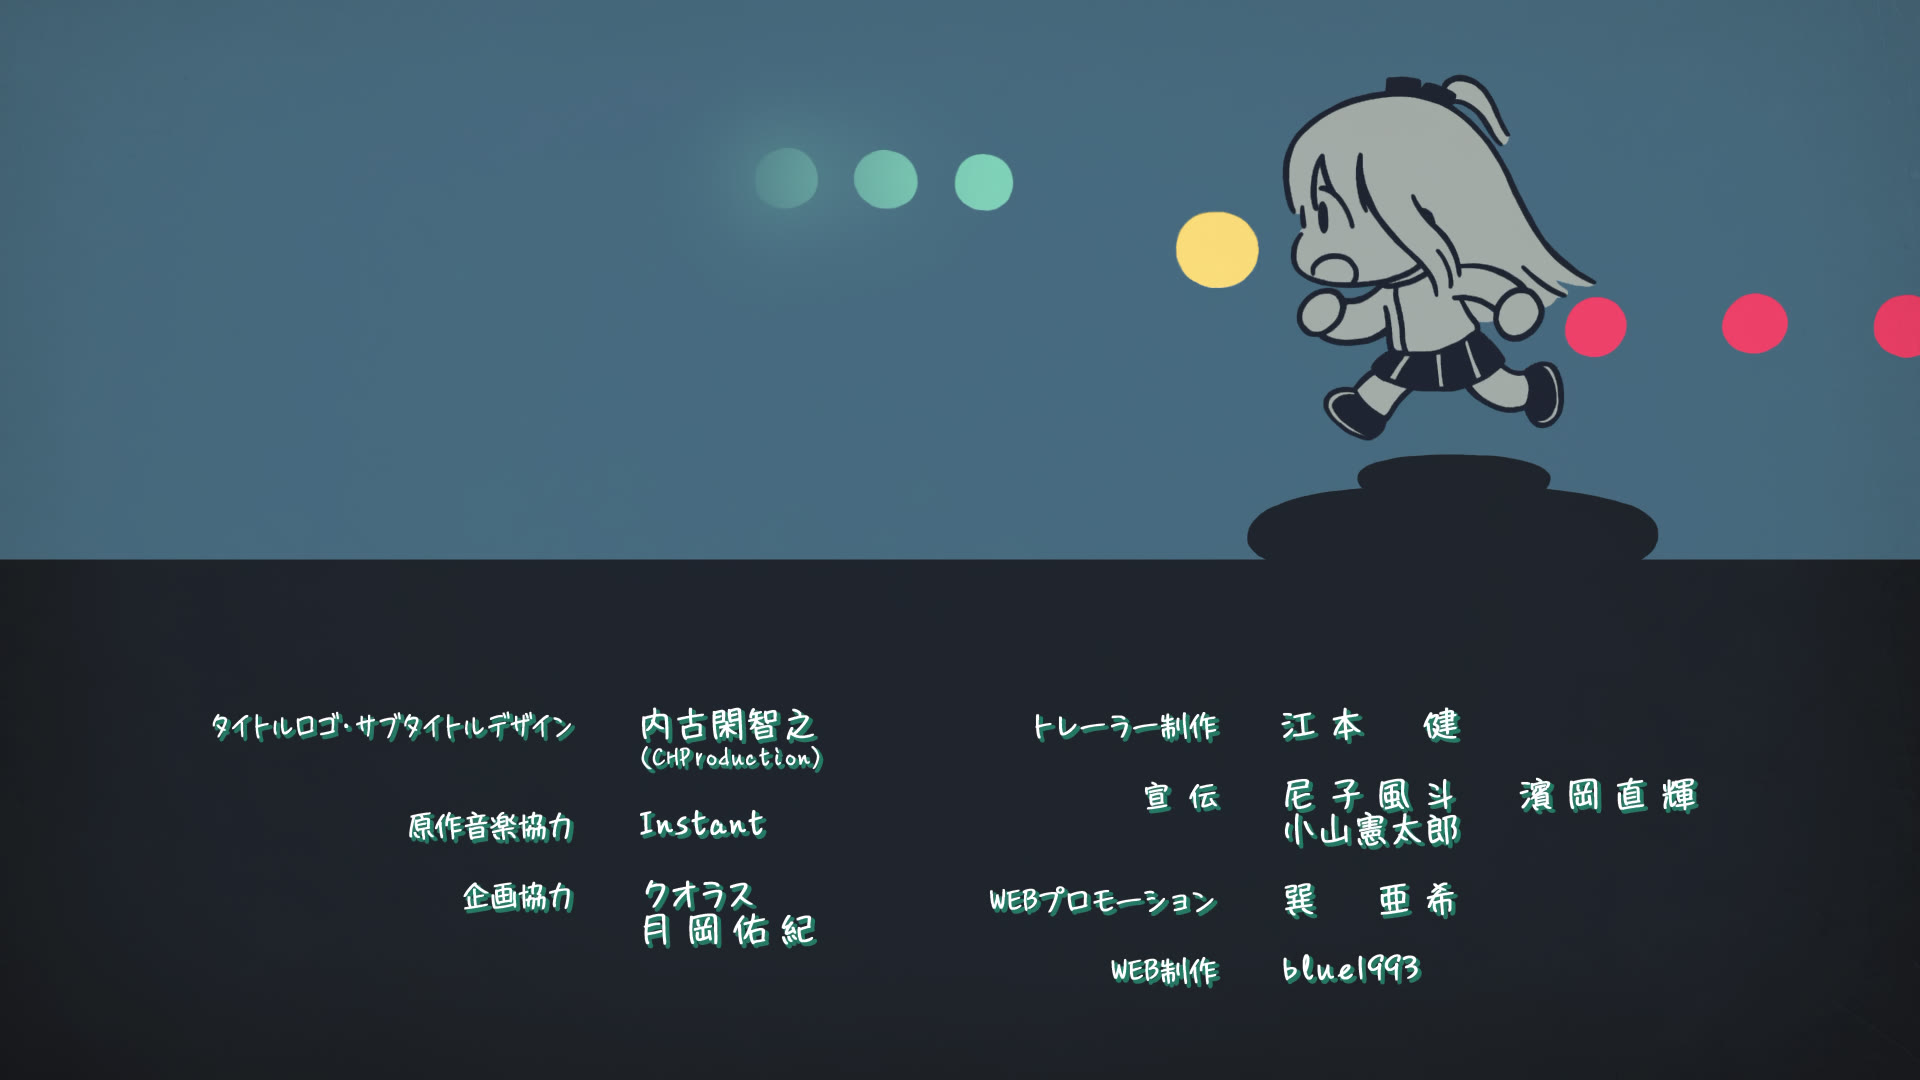 タイトルロゴ・サブタイトルデザイン 内古閑智之
(CHProduction)
原作音楽協力 Instant
企画協力 クオラス
月岡佑紀
トレーラー制作 江本 健
宣伝 尼子風斗 濱岡直輝
小山憲太郎
WEBプロモーション 巽 亜希
WEB制作 blue1993